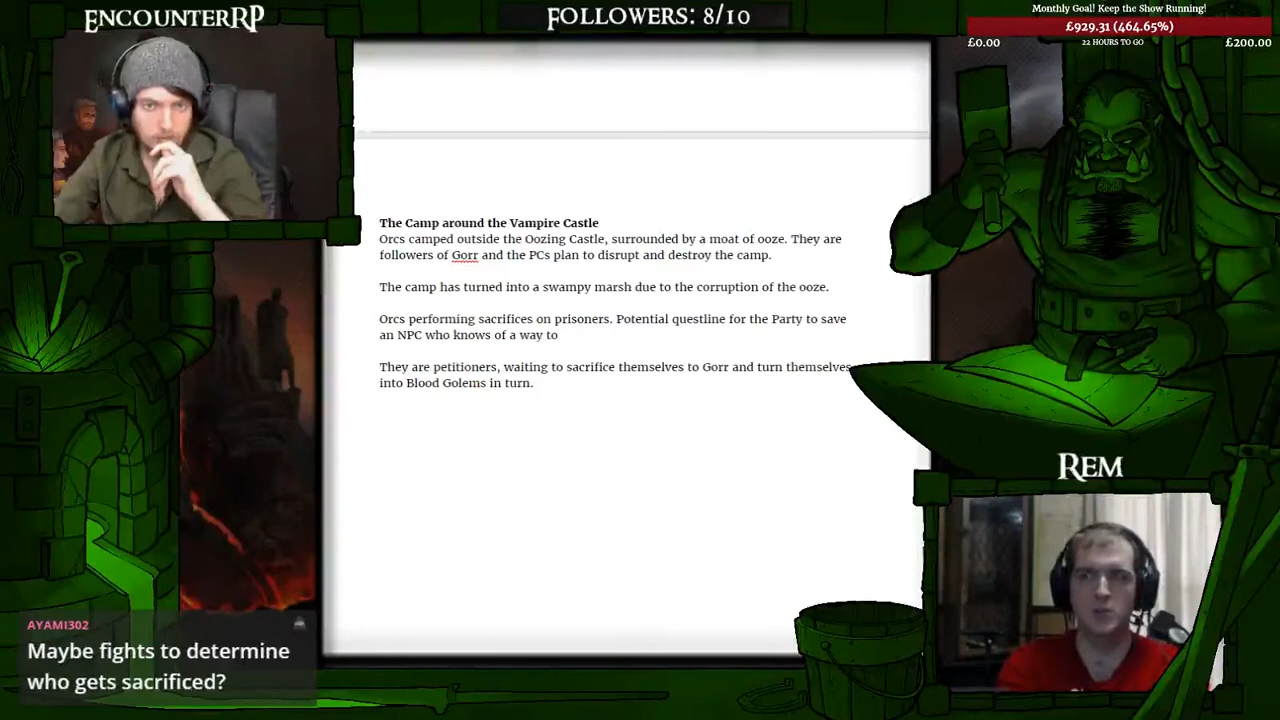 ENCOUNTERRP
FOLLOWERS: 8/10
Monthly Goal! Keep the Show Running!
£929.31 (464.65%)
£0.00
22 HOURS TO GO
£200.00
The Camp around the Vampire Castle
Orcs camped outside the Oozing Castle, surrounded by a moat of ooze. They are
followers of Gorr and the PCs plan to disrupt and destroy the camp.
The camp has turned into a swampy marsh due to the corruption of the ooze.
Orcs performing sacrifices on prisoners. Potential questline for the Party to save
an NPC who knows of a way to
They are petitioners, waiting to sacrifice themselves to Gorr and turn themselves
into Blood Golems in turn.
REM
AYAMI302
Maybe fights to determine
who gets sacrificed?